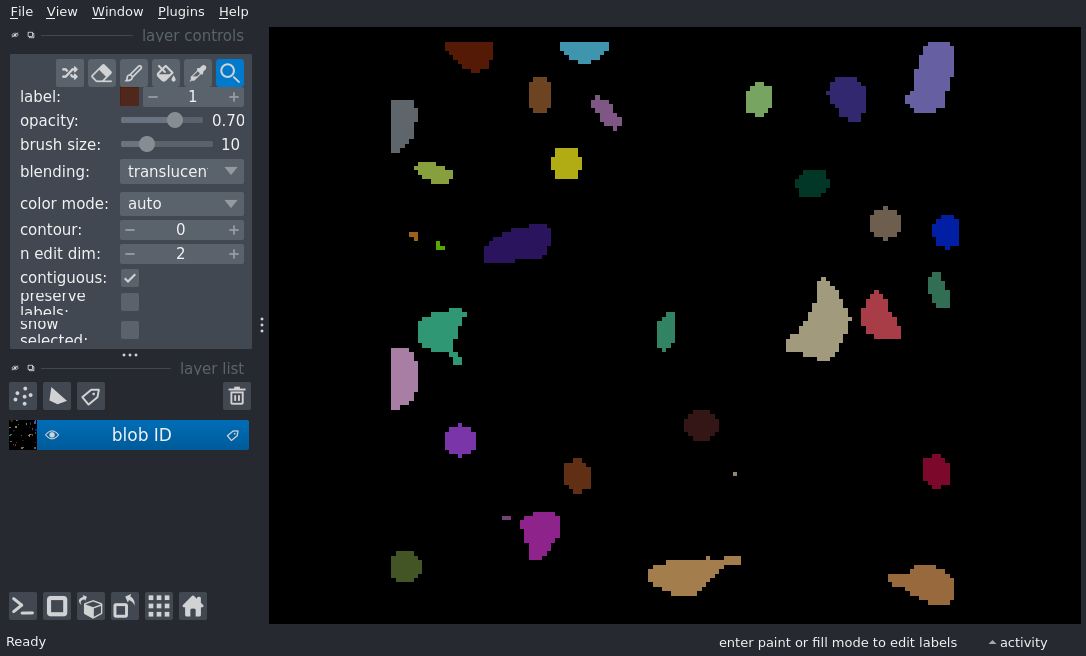 File View Window Plugins Help
layer controls
label: 1
opacity: 0.70
brush size: 10
blending: translucen
color mode: auto
contour: 0
n edit dim: 2
contiguous:
preserve
labels:
show
selected:
layer list
blob ID
Ready
enter paint or fill mode to edit labels
activity